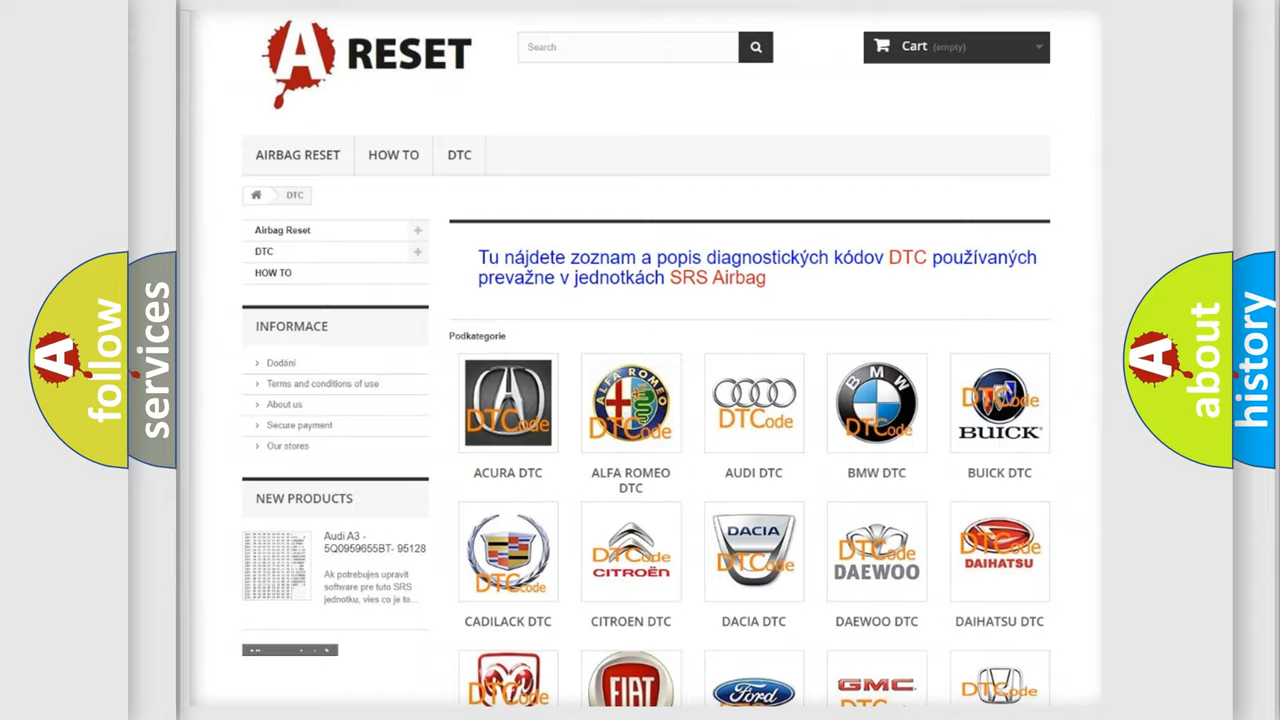 A RESET
Search
Cart (empty)
AIRBAG RESET
HOW TO
DTC
DTC
Airbag Reset
DTC
HOW TO
INFORMACE
Dodání
Terms and conditions of use
About us
Secure payment
Our stores
NEW PRODUCTS
Audi A3 -
5Q0959655BT- 95128
Ak potrebujes upravit
software pre tuto SRS
jednotku, vies co je to...
Tu nájdete zoznam a popis diagnostických kódov DTC používaných
prevažne v jednotkách SRS Airbag
Podkategorie
DTCode
ALFA ROMEO
DTCode
DTCode
BMW
DTCode
DTCode
BUICK
ACURA DTC
ALFA ROMEO
DTC
AUDI DTC
BMW DTC
BUICK DTC
DTCode
DTCode
CITROËN
DACIA
DTCode
DTCode
DAEWOO
DTCode
DAIHATSU
CADILACK DTC
CITROEN DTC
DACIA DTC
DAEWOO DTC
DAIHATSU DTC
DTCode
FIAT
Ford
GMC
DTCode
A follow
services
A about
history